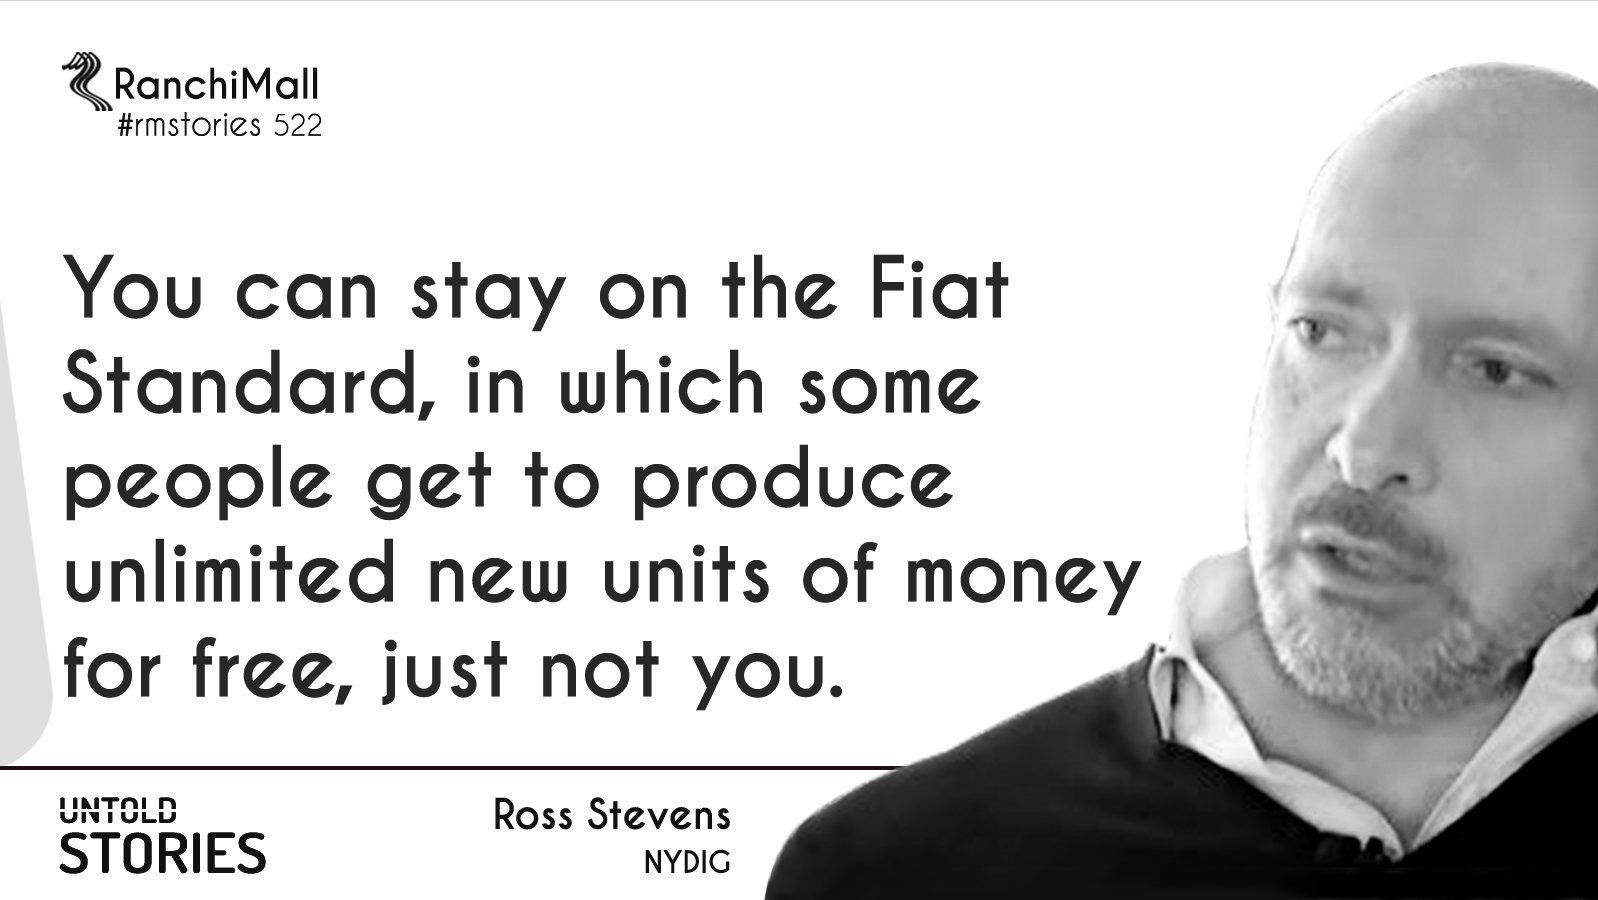 RanchiMall
#rmstories 522
You can stay on the Fiat
Standard, in which some
people get to produce
unlimited new units of money
for free, just not you.
UNTOLD
STORIES
Ross Stevens
NYDIG